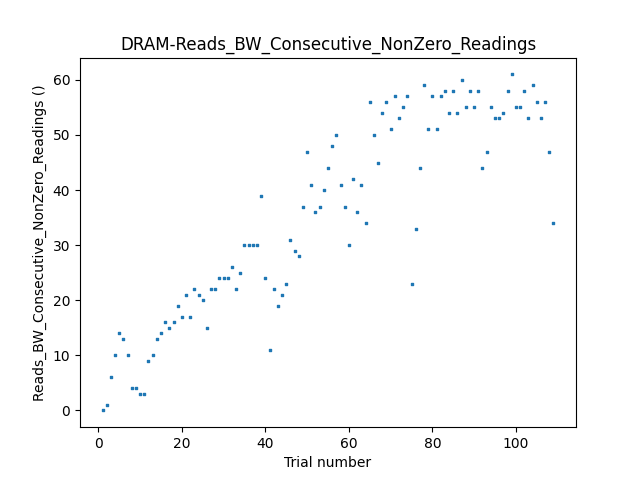 DRAM-Reads_BW_Consecutive_NonZero_Readings
Reads_BW_Consecutive_NonZero_Readings ()
60
50
40
30
20
10
0
0 20 40 60 80 100
Trial number